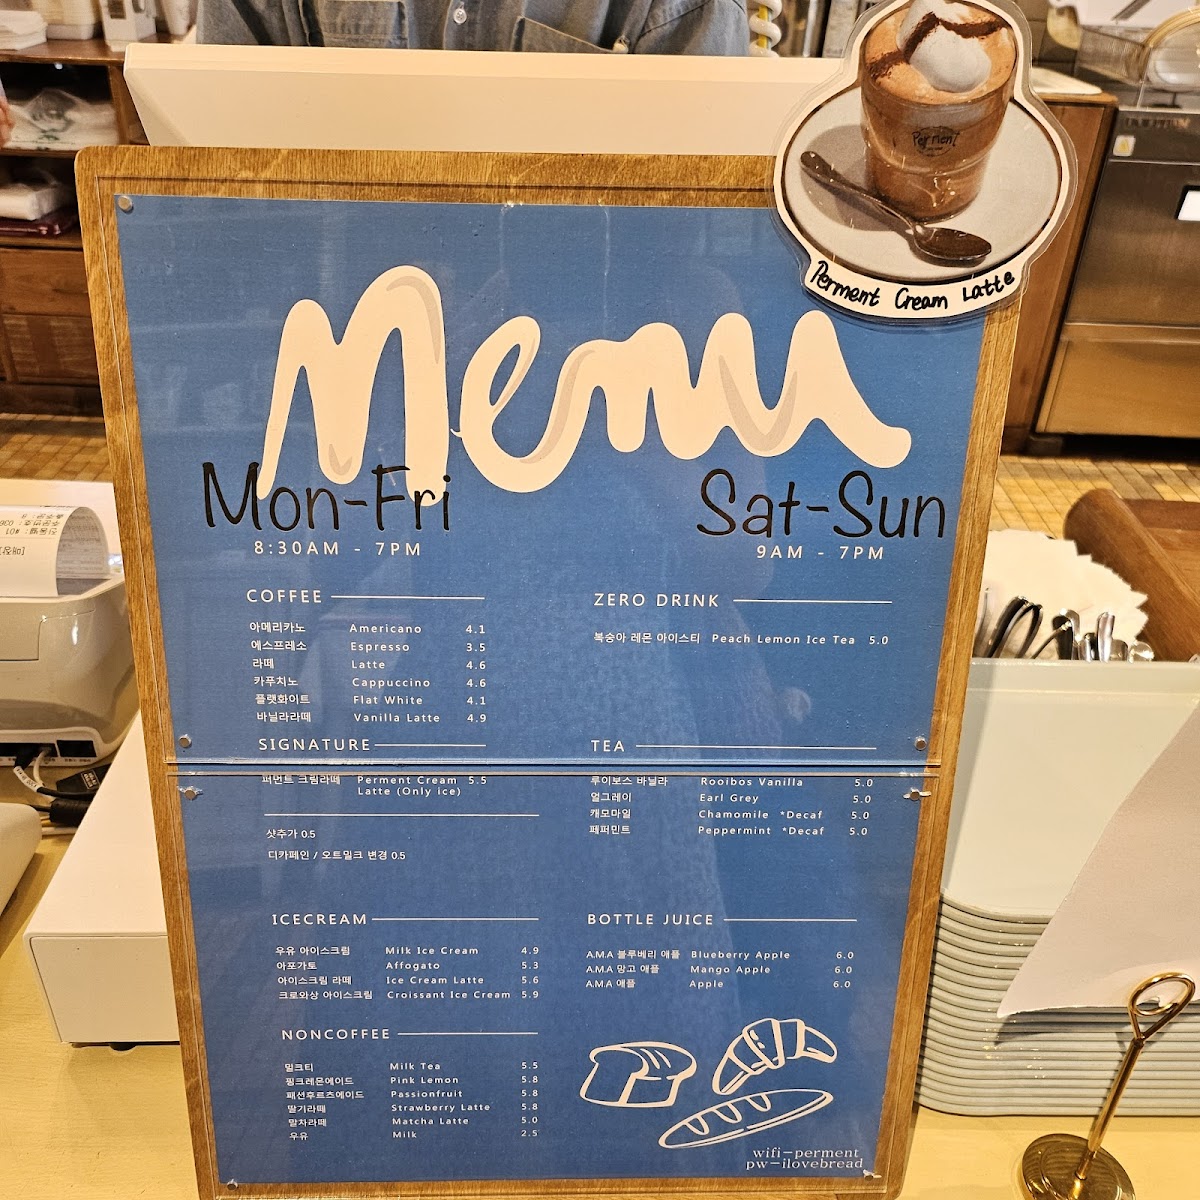 Perment
Perment Cream Latte
Menu
Mon-Fri
8:30AM - 7PM
Sat-Sun
9AM - 7PM
COFFEE
아메리카노 Americano 4.1
에스프레소 Espresso 3.5
라떼 Latte 4.6
카푸치노 Cappuccino 4.6
플랫화이트 Flat White 4.1
바닐라라떼 Vanilla Latte 4.9
SIGNATURE
퍼먼트 크림라떼 Perment Cream 5.5
Latte (Only ice)
샷추가 0.5
디카페인 / 오트밀크 변경 0.5
ICECREAM
우유 아이스크림 Milk Ice Cream 4.9
아포가토 Affogato 5.3
아이스크림 라떼 Ice Cream Latte 5.6
크로와상 아이스크림 Croissant Ice Cream 5.9
NONCOFFEE
밀크티 Milk Tea 5.5
핑크레몬에이드 Pink Lemon 5.8
패션후르츠에이드 Passionfruit 5.8
딸기라떼 Strawberry Latte 5.8
말차라떼 Matcha Latte 5.0
우유 Milk 2.5
ZERO DRINK
복숭아 레몬 아이스티 Peach Lemon Ice Tea 5.0
TEA
루이보스 바닐라 Rooibos Vanilla 5.0
얼그레이 Earl Grey 5.0
캐모마일 Chamomile *Decaf 5.0
페퍼민트 Peppermint *Decaf 5.0
BOTTLE JUICE
A.M.A 블루베리 애플 Blueberry Apple 6.0
A.M.A 망고 애플 Mango Apple 6.0
A.M.A 애플 Apple 6.0
wifi-perment
pw-ilovebread